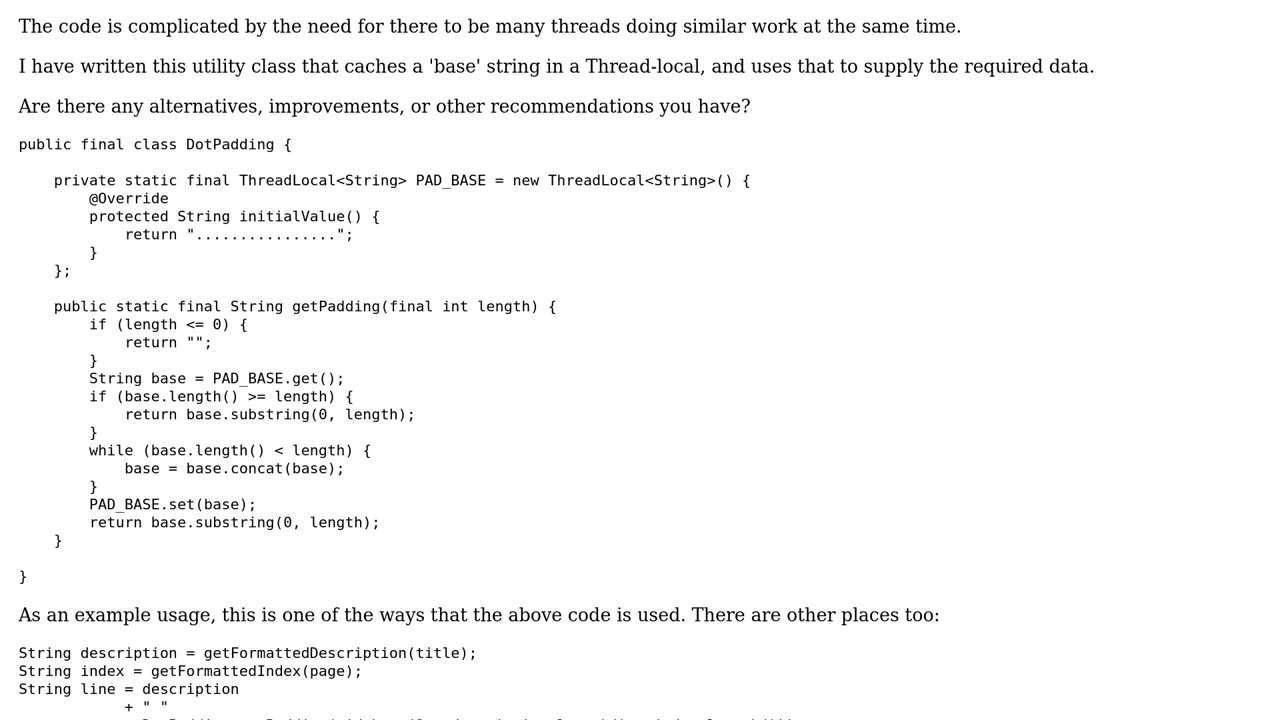 The code is complicated by the need for there to be many threads doing similar work at the same time.
I have written this utility class that caches a 'base' string in a Thread-local, and uses that to supply the required data.
Are there any alternatives, improvements, or other recommendations you have?
public final class DotPadding {
    private static final ThreadLocal<String> PAD_BASE = new ThreadLocal<String>() {
        @Override
        protected String initialValue() {
            return "................";
        }
    };
    public static final String getPadding(final int length) {
        if (length <= 0) {
            return "";
        }
        String base = PAD_BASE.get();
        if (base.length() >= length) {
            return base.substring(0, length);
        }
        while (base.length() < length) {
            base = base.concat(base);
        }
        PAD_BASE.set(base);
        return base.substring(0, length);
    }
}
As an example usage, this is one of the ways that the above code is used. There are other places too:
String description = getFormattedDescription(title);
String index = getFormattedIndex(page);
String line = description
            + " "